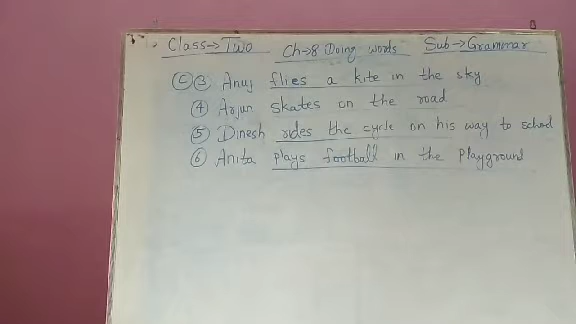 Class→Two Ch→8 Doing words Sub→Grammar
(C) (3) Anuj flies a kite in the sky
(4) Arjun skates on the road
(5) Dinesh rides the cycle on his way to school
(6) Anita plays football in the playground